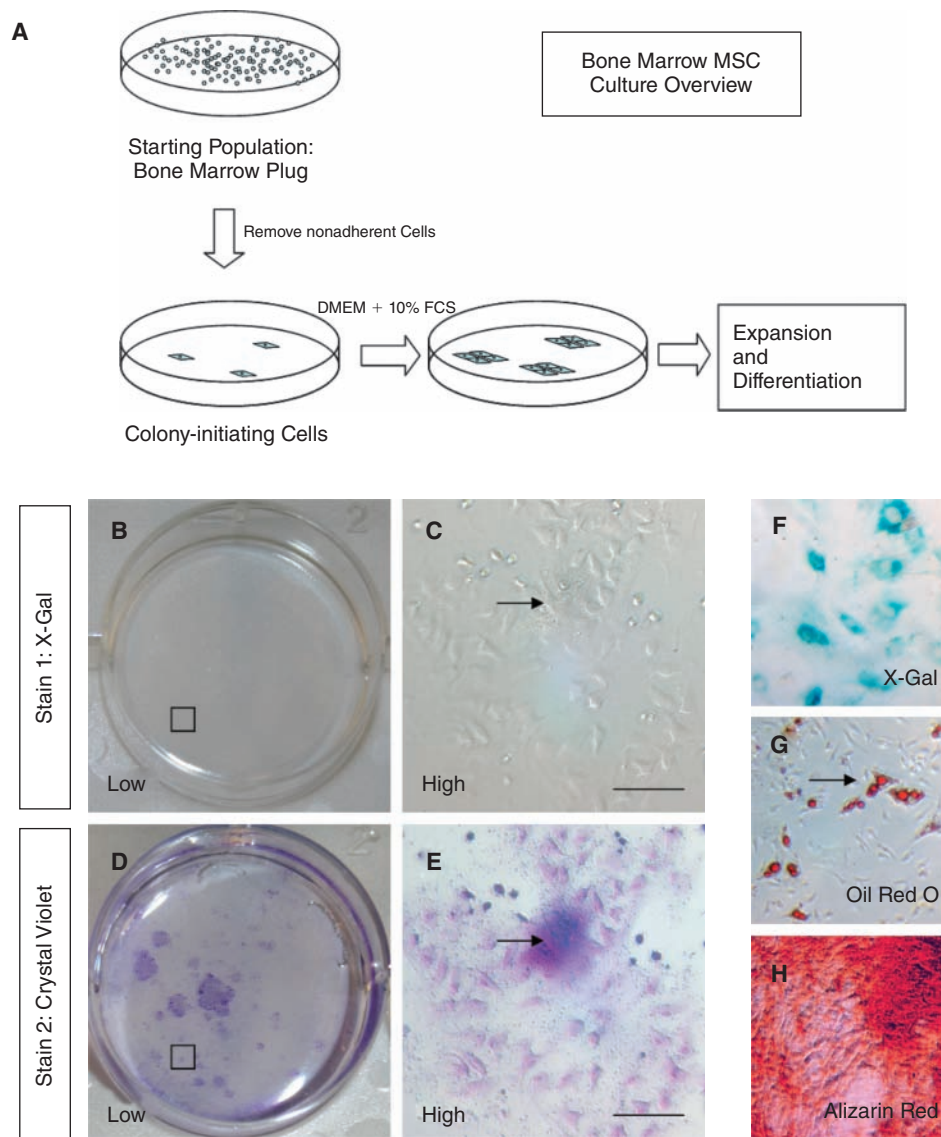 A
Bone Marrow MSC
Culture Overview
Starting Population:
Bone Marrow Plug
Remove nonadherent Cells
DMEM + 10% FCS
Expansion
and
Differentiation
Colony-initiating Cells
Stain 1: X-Gal
B
2
Low
C
High
F
X-Gal
G
Oil Red O
Stain 2: Crystal Violet
D
2
Low
E
High
H
Alizarin Red